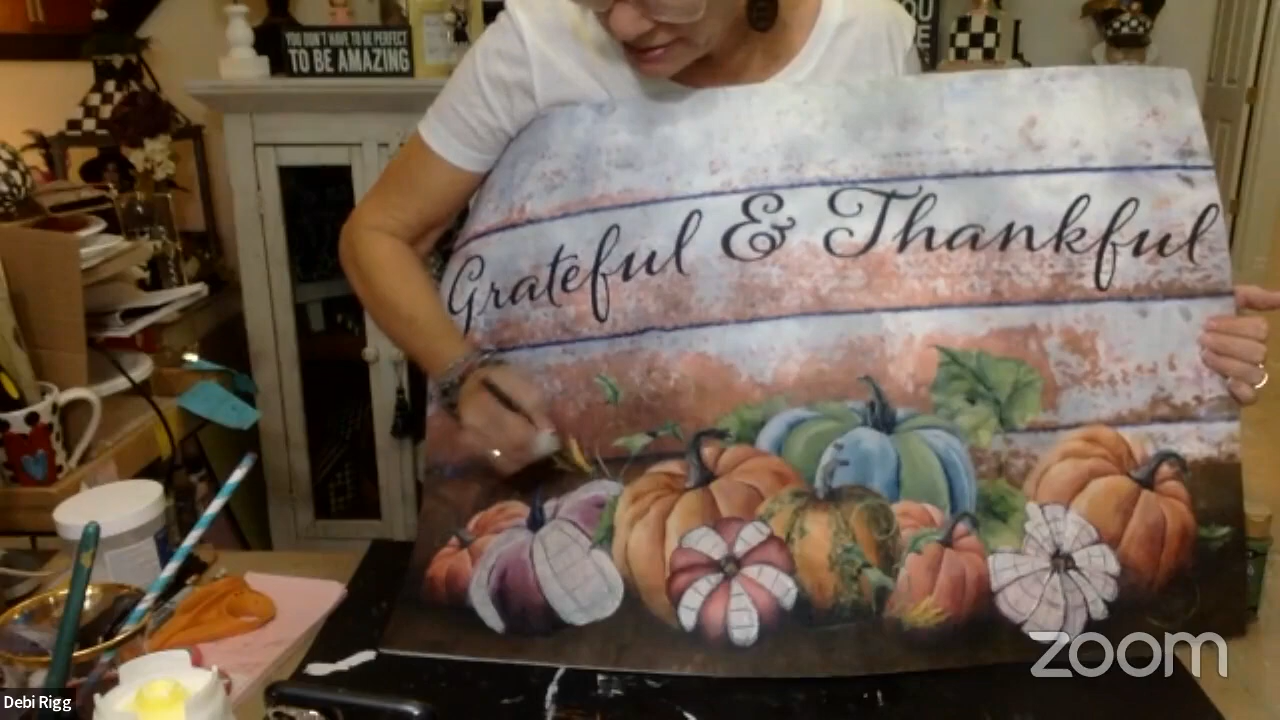 YOU DON'T HAVE TO BE PERFECT
TO BE AMAZING
Grateful & Thankful
zoom
Debi Rigg